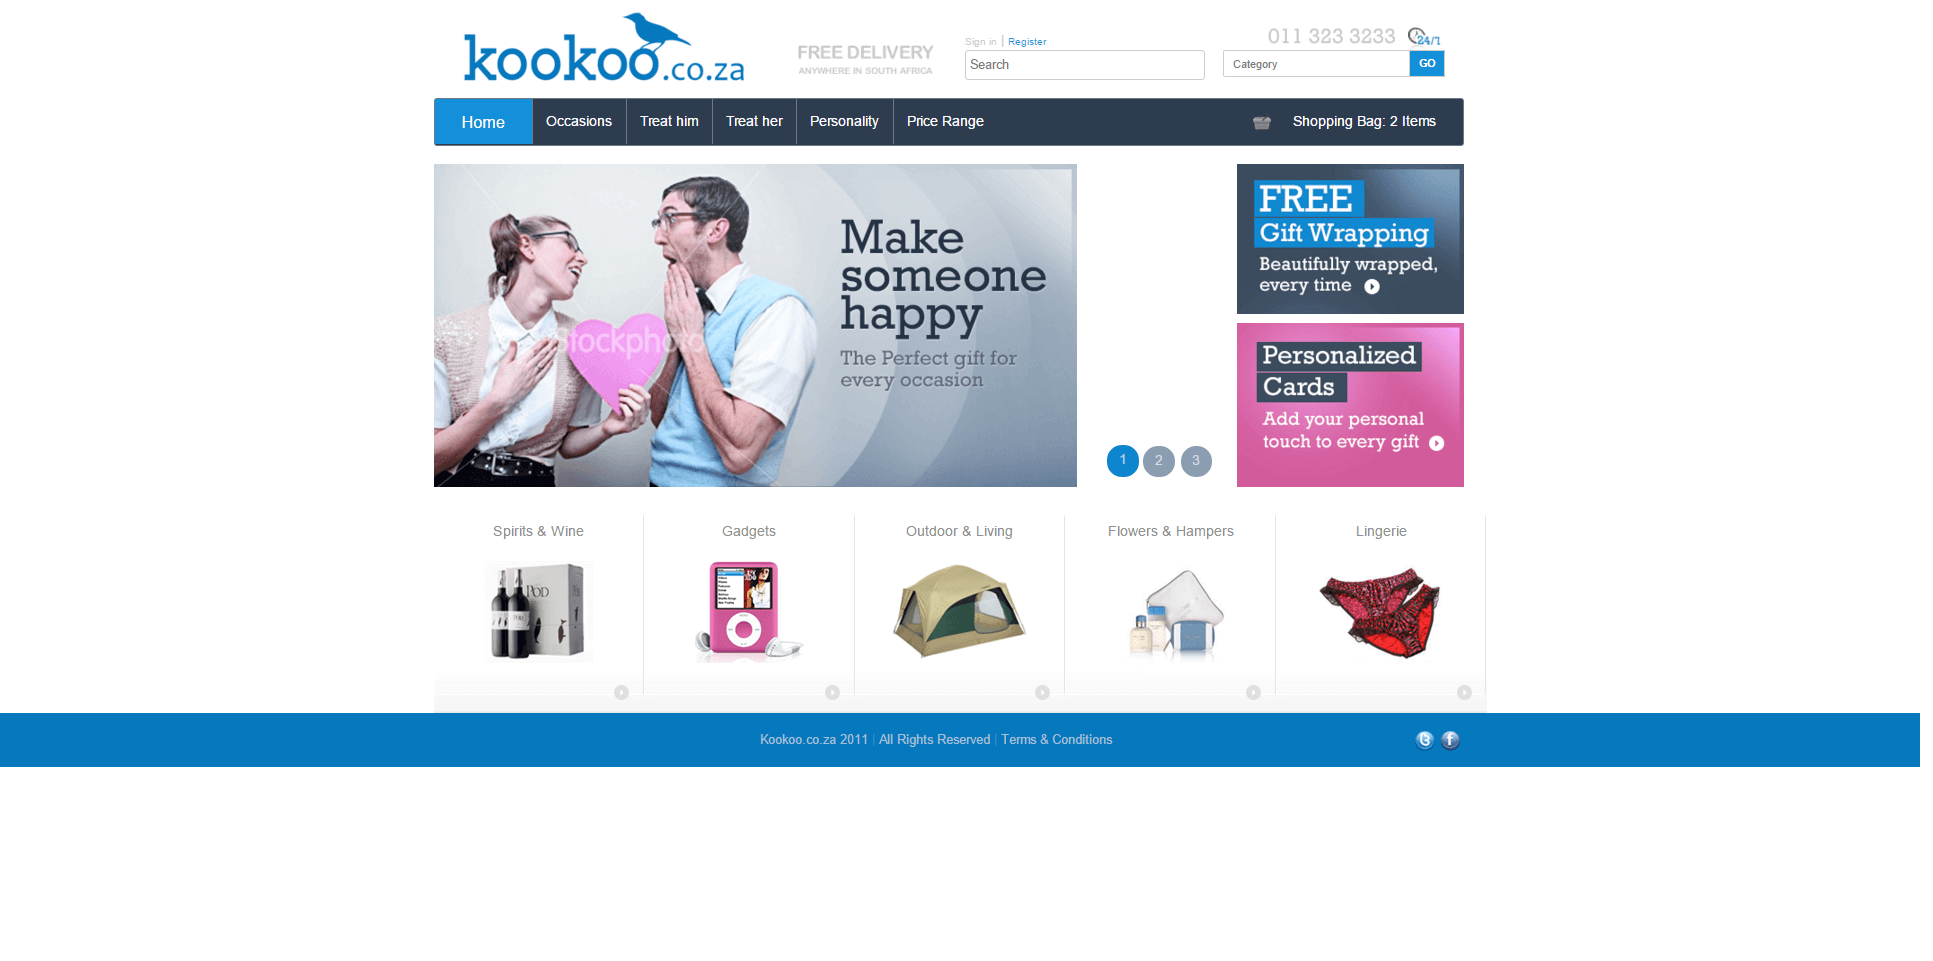 kookoo.co.za
FREE DELIVERY
ANYWHERE IN SOUTH AFRICA
Sign in | Register
Search
011 323 3233
24/7
Category
GO
Home
Occasions
Treat him
Treat her
Personality
Price Range
Shopping Bag: 2 Items
Make
someone
happy
The Perfect gift for
every occasion
iStockphoto
1
2
3
FREE
Gift Wrapping
Beautifully wrapped,
every time
Personalized
Cards
Add your personal
touch to every gift
Spirits & Wine
Gadgets
Outdoor & Living
Flowers & Hampers
Lingerie
POD
POD
Kookoo.co.za 2011 | All Rights Reserved | Terms & Conditions